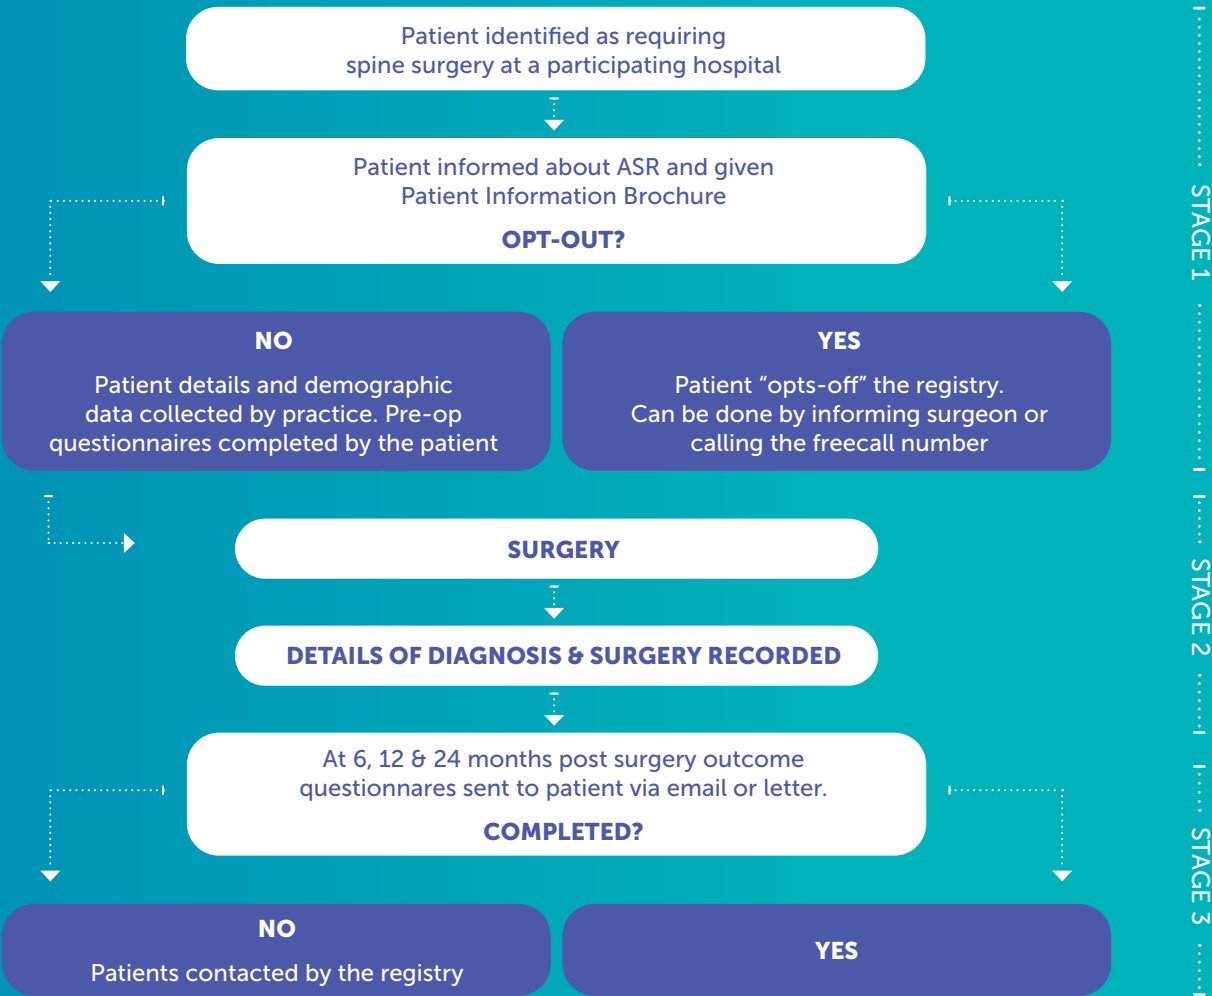 Patient identified as requiring
spine surgery at a participating hospital
Patient informed about ASR and given
Patient Information Brochure
OPT-OUT?
NO
Patient details and demographic
data collected by practice. Pre-op
questionnaires completed by the patient
YES
Patient “opts-off” the registry.
Can be done by informing surgeon or
calling the freecall number
STAGE 1
SURGERY
DETAILS OF DIAGNOSIS & SURGERY RECORDED
STAGE 2
At 6, 12 & 24 months post surgery outcome
questionnares sent to patient via email or letter.
COMPLETED?
NO
Patients contacted by the registry
YES
STAGE 3